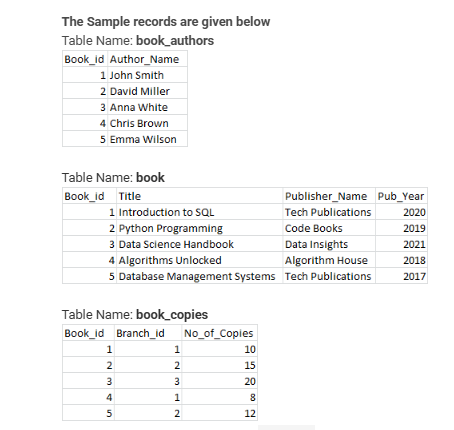 The Sample records are given below
Table Name: book_authors
Book_id Author_Name
1 John Smith
2 David Miller
3 Anna White
4 Chris Brown
5 Emma Wilson
Table Name: book
Book_id Title Publisher_Name Pub_Year
1 Introduction to SQL Tech Publications 2020
2 Python Programming Code Books 2019
3 Data Science Handbook Data Insights 2021
4 Algorithms Unlocked Algorithm House 2018
5 Database Management Systems Tech Publications 2017
Table Name: book_copies
Book_id Branch_id No_of_Copies
1 1 10
2 2 15
3 3 20
4 1 8
5 2 12